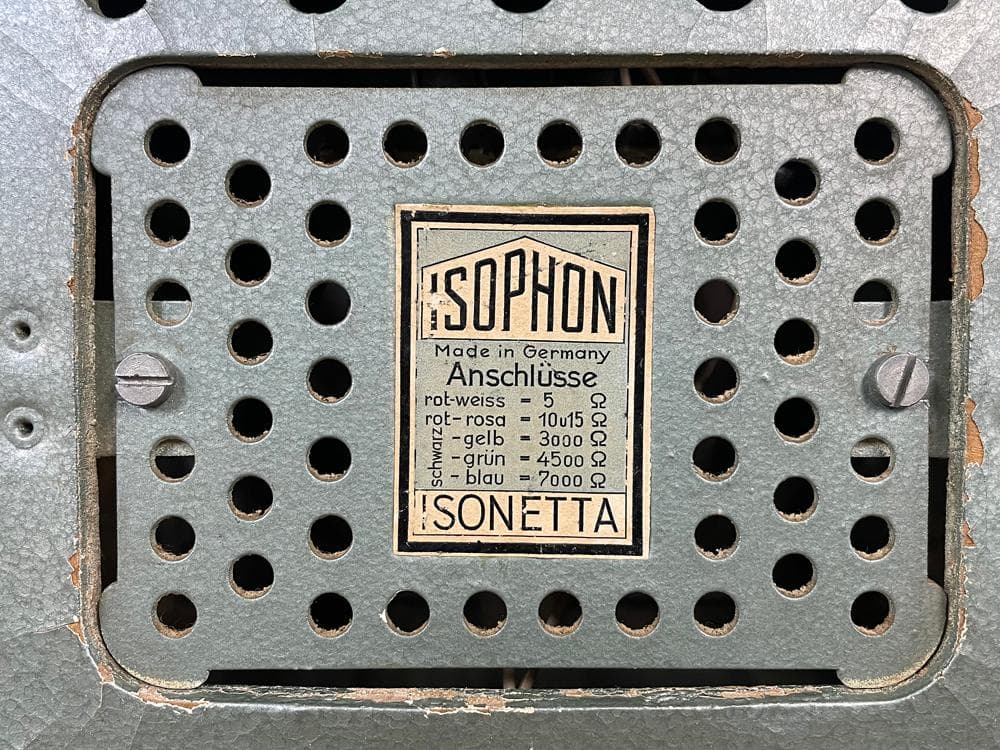 ISOPHON
Made in Germany
Anschlüsse
rot-weiss = 5 Ω
rot-rosa = 10u15 Ω
schwarz
-gelb = 3000 Ω
-grün = 4500 Ω
-blau = 7000 Ω
ISONETTA